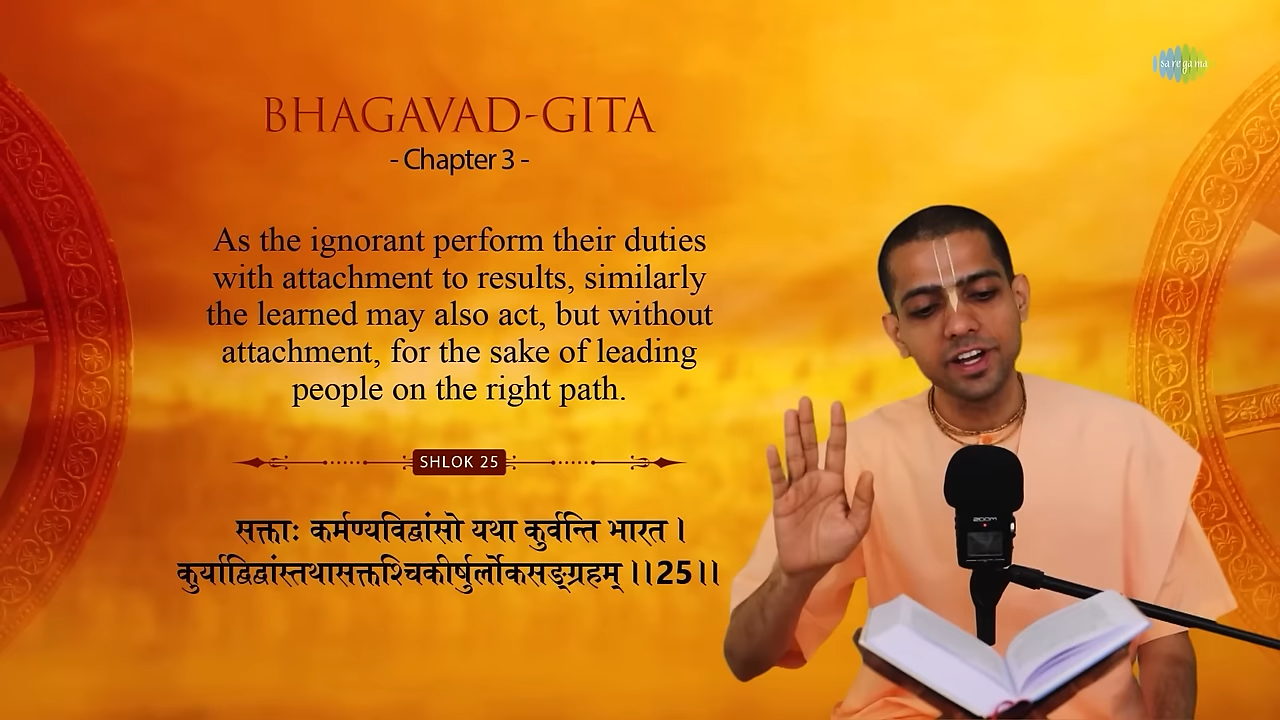 saregama
BHAGAVAD-GITA
- Chapter 3 -
As the ignorant perform their duties
with attachment to results, similarly
the learned may also act, but without
attachment, for the sake of leading
people on the right path.
SHLOK 25
सक्ताः कर्मण्यविद्वांसो यथा कुर्वन्ति भारत ।
कुर्याद्विद्वांस्तथासक्तश्चिकीर्षुर्लोकसङ्ग्रहम् ।।25।।
zoom